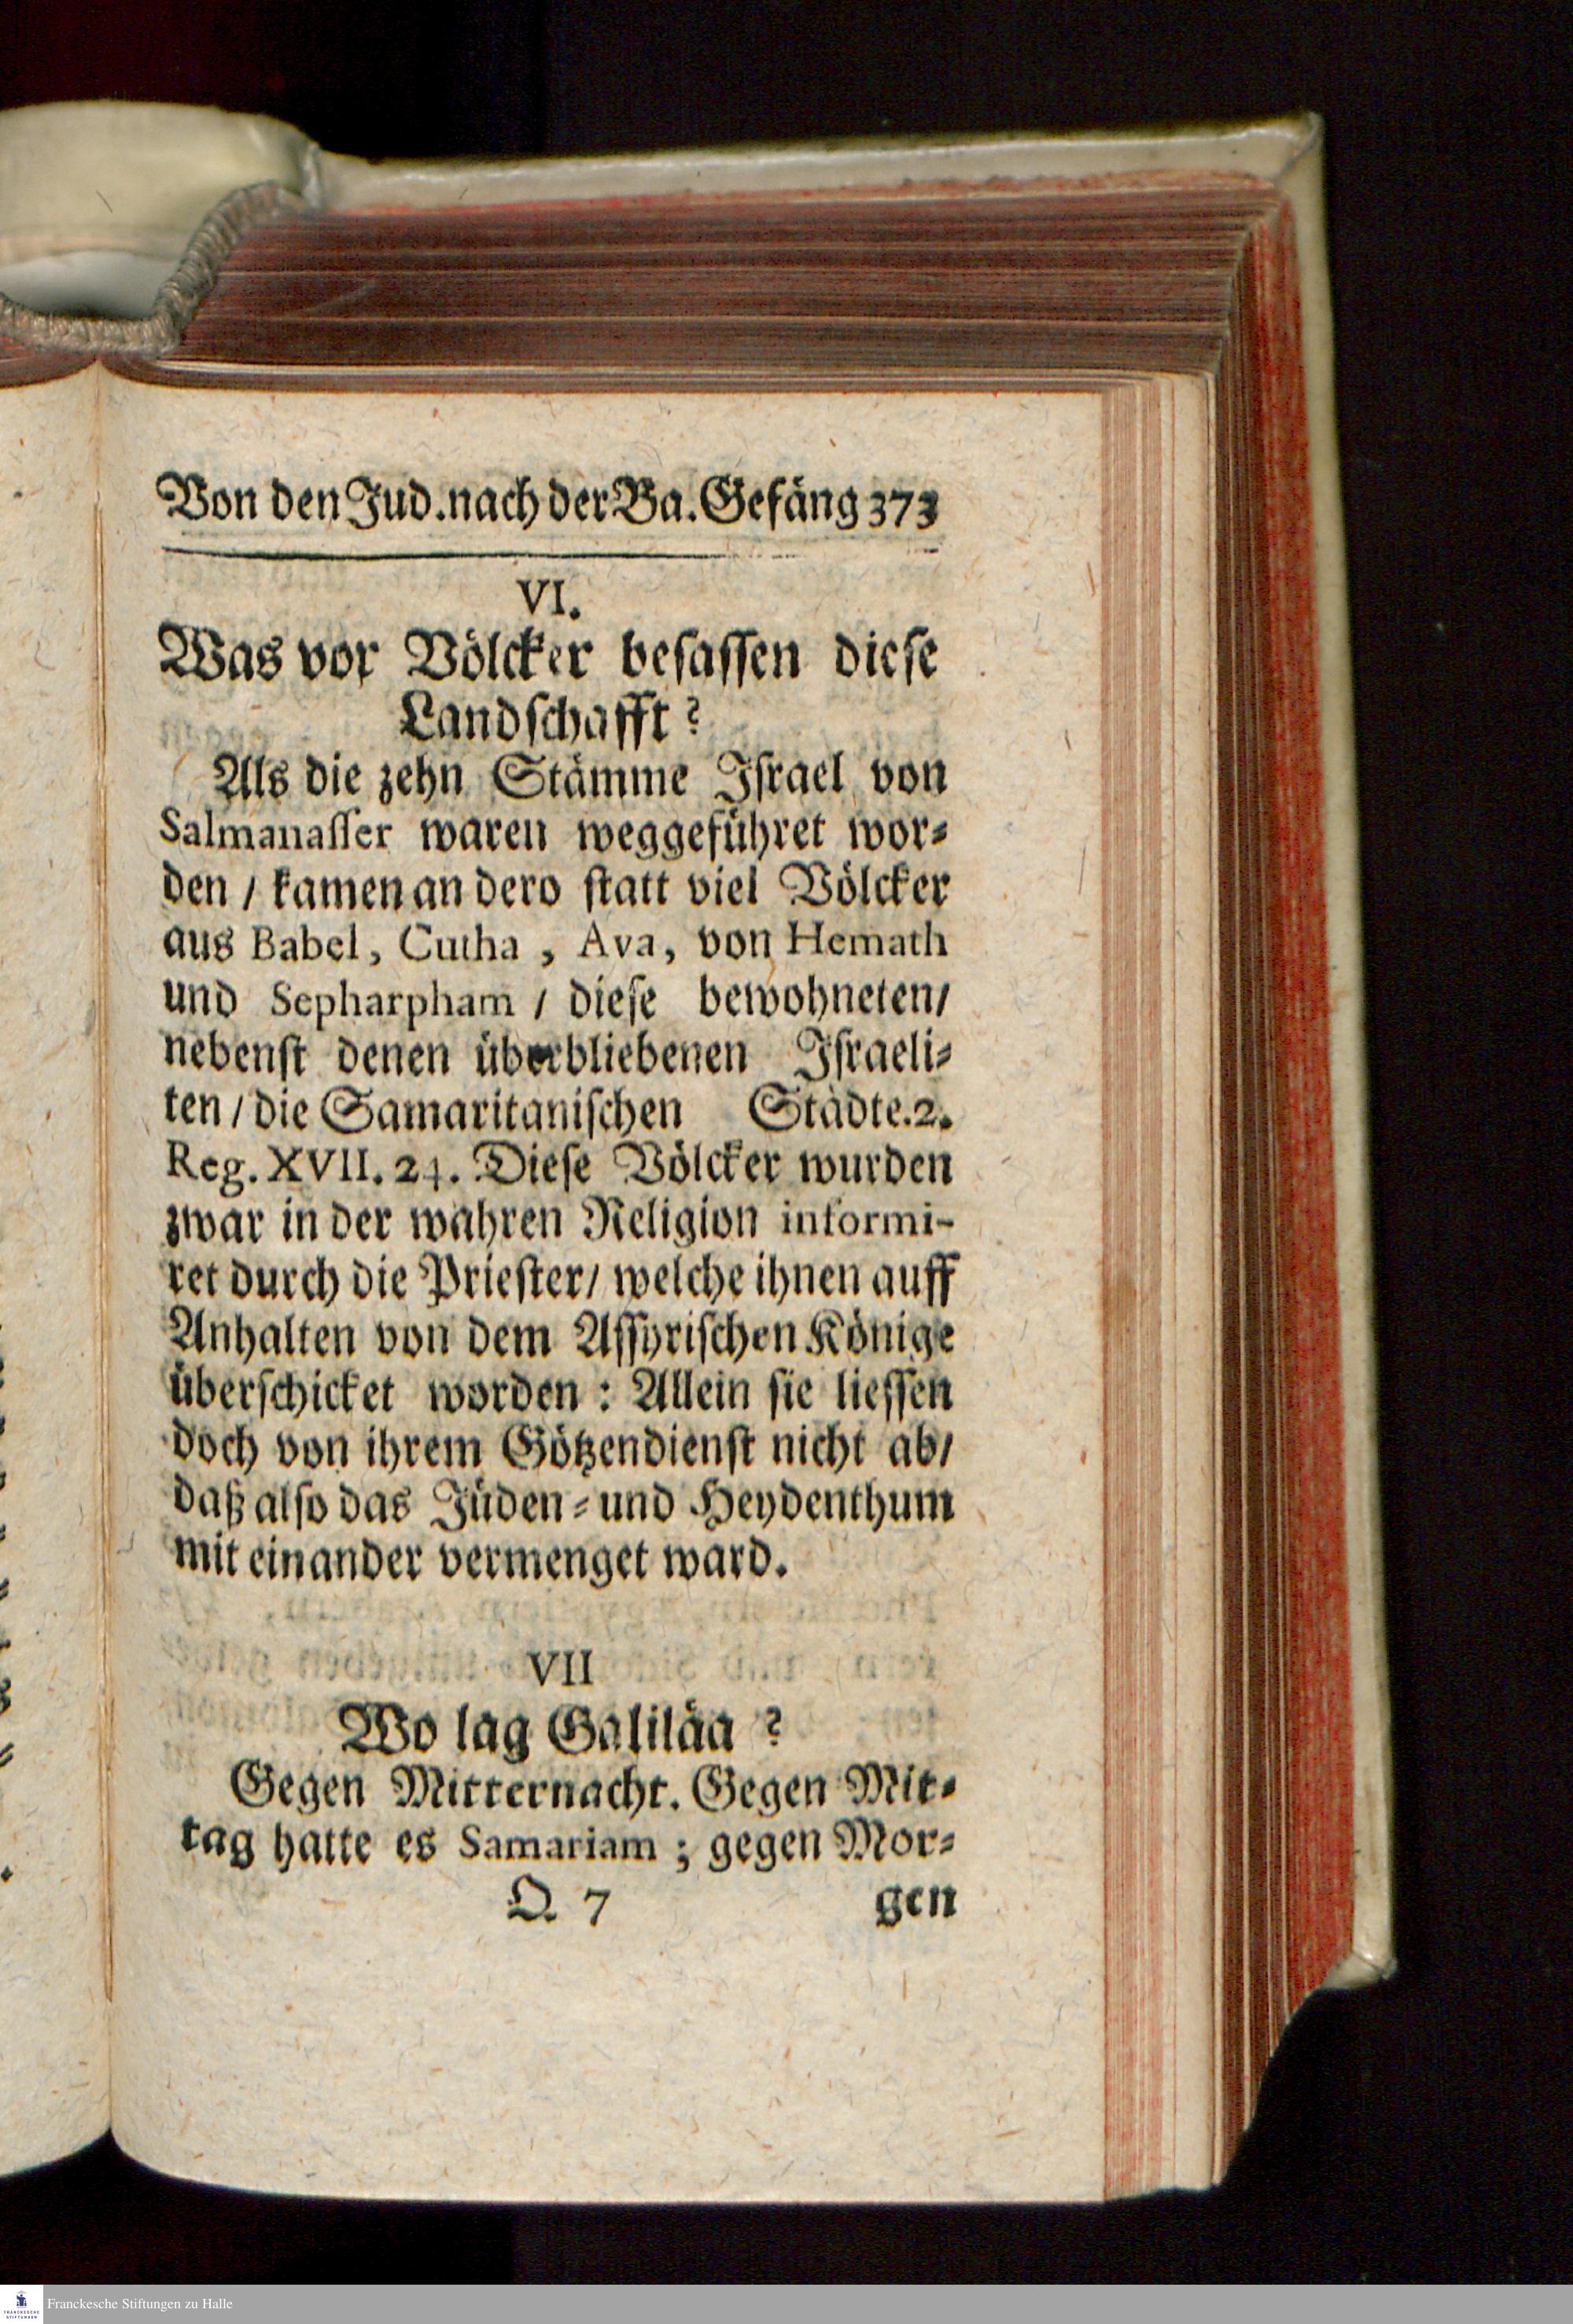 Von den Jud. nach der Ba. Gefäng 373
VI.
Was vor Völcker besassen diese
Landschafft?
Als die zehn Stämme Israel von
Salmanasser waren weggeführet wor-
den / kamen an dero statt viel Völcker
aus Babel, Cutha, Ava, von Hemath
und Sepharpham / diese bewohneten/
nebenst denen überbliebenen Israeli-
ten / die Samaritanischen Städte. 2.
Reg. XVII. 24. Diese Völcker wurden
zwar in der wahren Religion informi-
ret durch die Priester/ welche ihnen auff
Anhalten von dem Assyrischen Könige
überschicket worden : Allein sie liessen
doch von ihrem Götzendienst nicht ab/
daß also das Jüden- und Heydenthum
mit einander vermenget ward.
VII
Wo lag Galiläa ?
Gegen Mitternacht. Gegen Mit-
tag hatte es Samariam ; gegen Mor-
Q 7 gen
Franckesche Stiftungen zu Halle